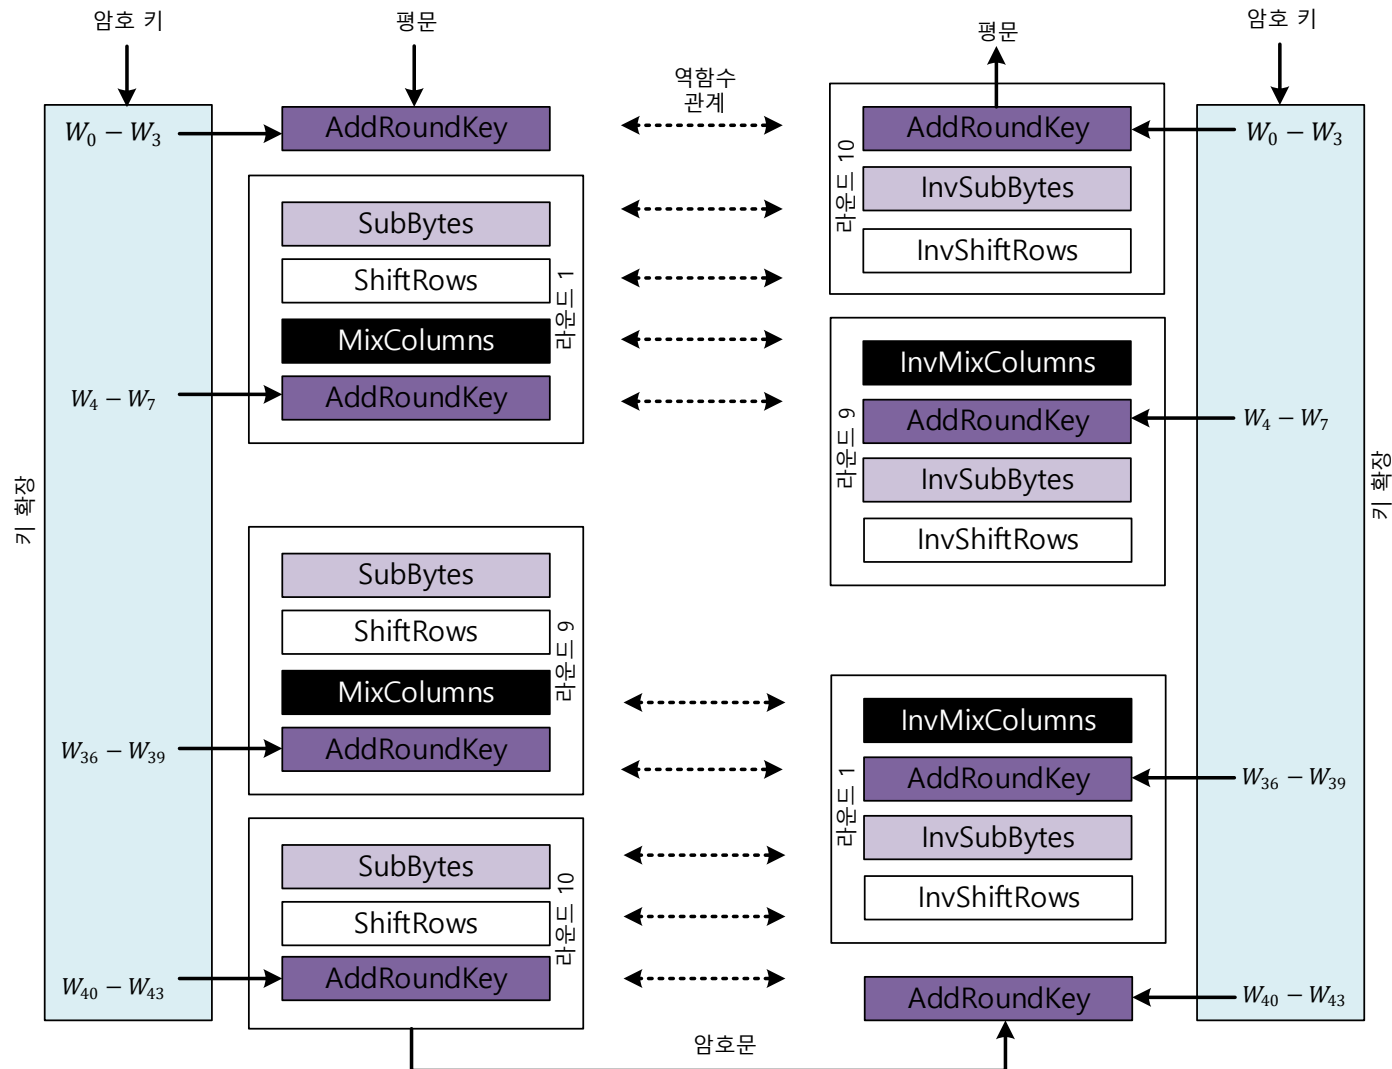 암호 키
평문
평문
암호 키
역함수
관계
W₀ − W₃
AddRoundKey
AddRoundKey
W₀ − W₃
InvSubBytes
InvShiftRows
라운드 10
SubBytes
ShiftRows
MixColumns
AddRoundKey
라운드 1
W₄ − W₇
InvMixColumns
AddRoundKey
InvSubBytes
InvShiftRows
라운드 9
W₄ − W₇
키 확장
키 확장
SubBytes
ShiftRows
MixColumns
AddRoundKey
라운드 9
W₃₆ − W₃₉
InvMixColumns
AddRoundKey
InvSubBytes
InvShiftRows
라운드 1
W₃₆ − W₃₉
SubBytes
ShiftRows
AddRoundKey
라운드 10
W₄₀ − W₄₃
AddRoundKey
W₄₀ − W₄₃
암호문